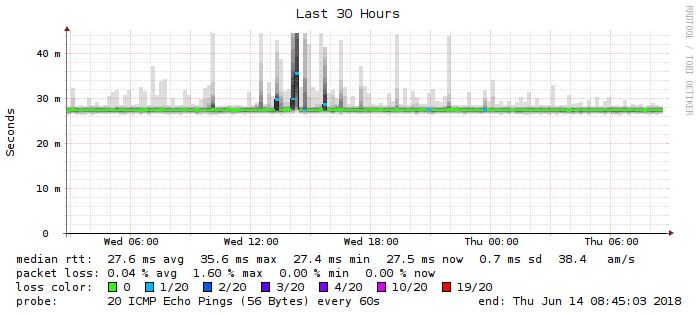 Last 30 Hours
RRDTOOL / TOBI OETIKER
Seconds
40 m
30 m
20 m
10 m
0
Wed 06:00 Wed 12:00 Wed 18:00 Thu 00:00 Thu 06:00
median rtt: 27.6 ms avg 35.6 ms max 27.4 ms min 27.5 ms now 0.7 ms sd 38.4 am/s
packet loss: 0.04 % avg 1.60 % max 0.00 % min 0.00 % now
loss color: 0 1/20 2/20 3/20 4/20 10/20 19/20
probe: 20 ICMP Echo Pings (56 Bytes) every 60s end: Thu Jun 14 08:45:03 2018